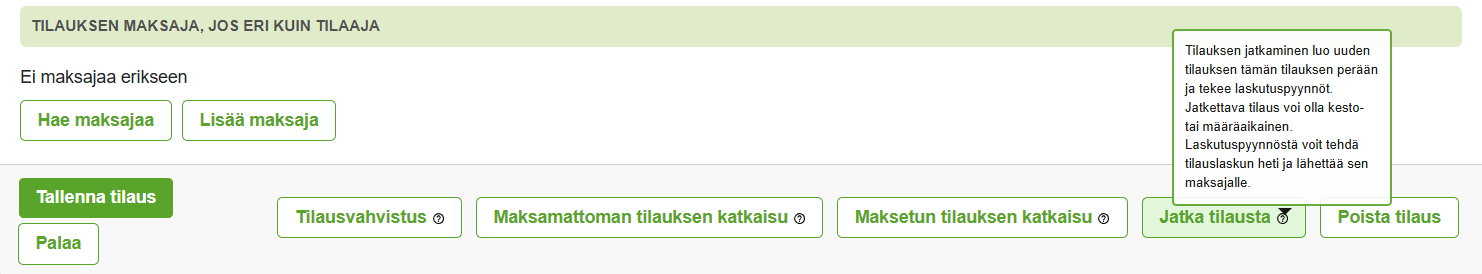 TILAUKSEN MAKSAJA, JOS ERI KUIN TILAAJA
Ei maksajaa erikseen
Hae maksajaa
Lisää maksaja
Tilauksen jatkaminen luo uuden
tilauksen tämän tilauksen perään
ja tekee laskutuspyynnöt.
Jatkettava tilaus voi olla kesto-
tai määräaikainen.
Laskutuspyynnöstä voit tehdä
tilauslaskun heti ja lähettää sen
maksajalle.
Tallenna tilaus
Palaa
Tilausvahvistus ?
Maksamattoman tilauksen katkaisu ?
Maksetun tilauksen katkaisu ?
Jatka tilausta ?
Poista tilaus